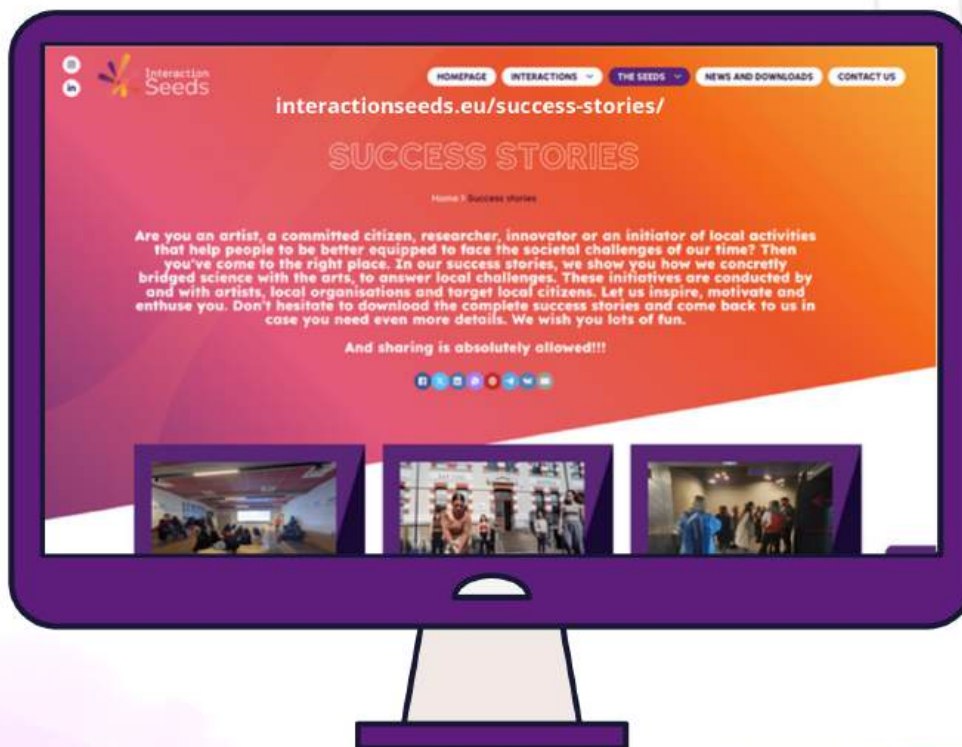 Interaction
Seeds
HOMEPAGE
INTERACTIONS
THE SEEDS
NEWS AND DOWNLOADS
CONTACT US
interactionseeds.eu/success-stories/
SUCCESS STORIES
Home > Success stories
Are you an artist, a committed citizen, researcher, innovator or an initiator of local activities
that help people to be better equipped to face the societal challenges of our time? Then
you've come to the right place. In our success stories, we show you how we concretly
bridged science with the arts, to answer local challenges. These initiatives are conducted by
and with artists, local organisations and target local citizens. Let us inspire, motivate and
enthuse you. Don't hesitate to download the complete success stories and come back to us in
case you need even more details. We wish you lots of fun.
And sharing is absolutely allowed!!!